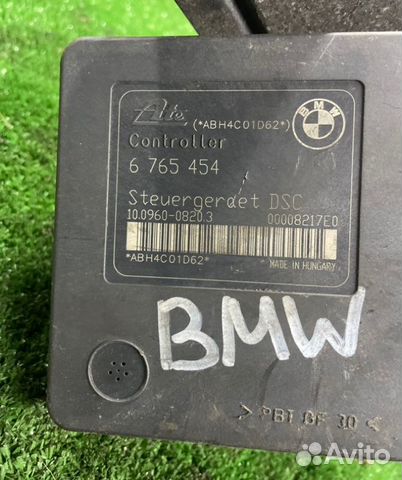 Ate
(*ABH4C01D62*)
BMW
Controller
6 765 454
Steuergeraet DSC
10.0960-0820.3 00008217E0
*ABH4C01D62* MADE IN HUNGARY
BMW
>PBT GF 30<
Avito